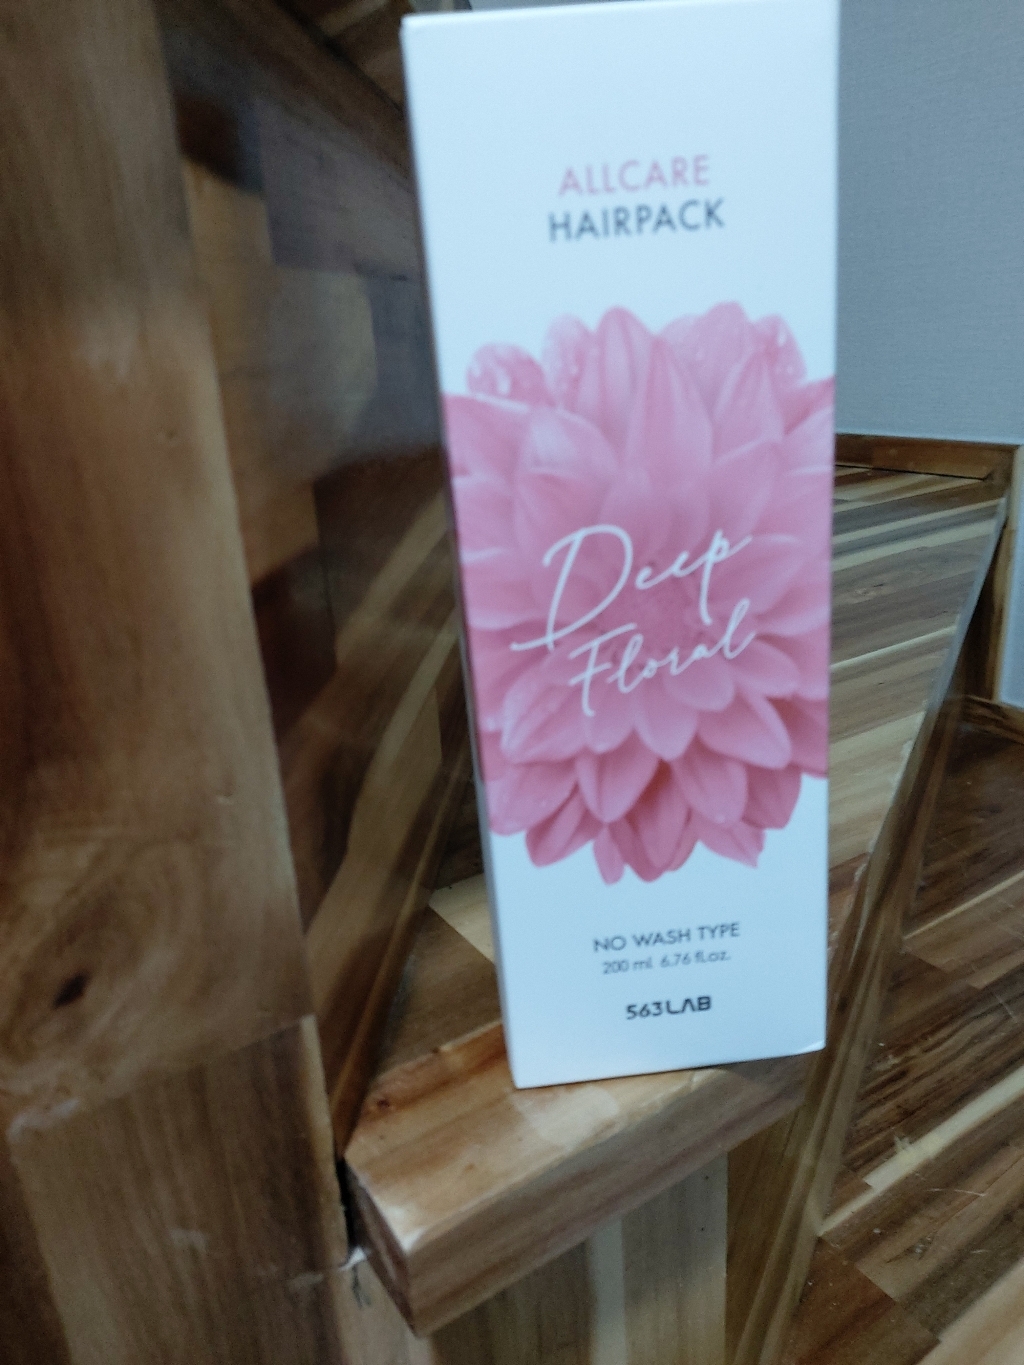 ALLCARE
HAIRPACK
Deep
Floral
NO WASH TYPE
200 ml 6.76 fl.oz.
563LAB